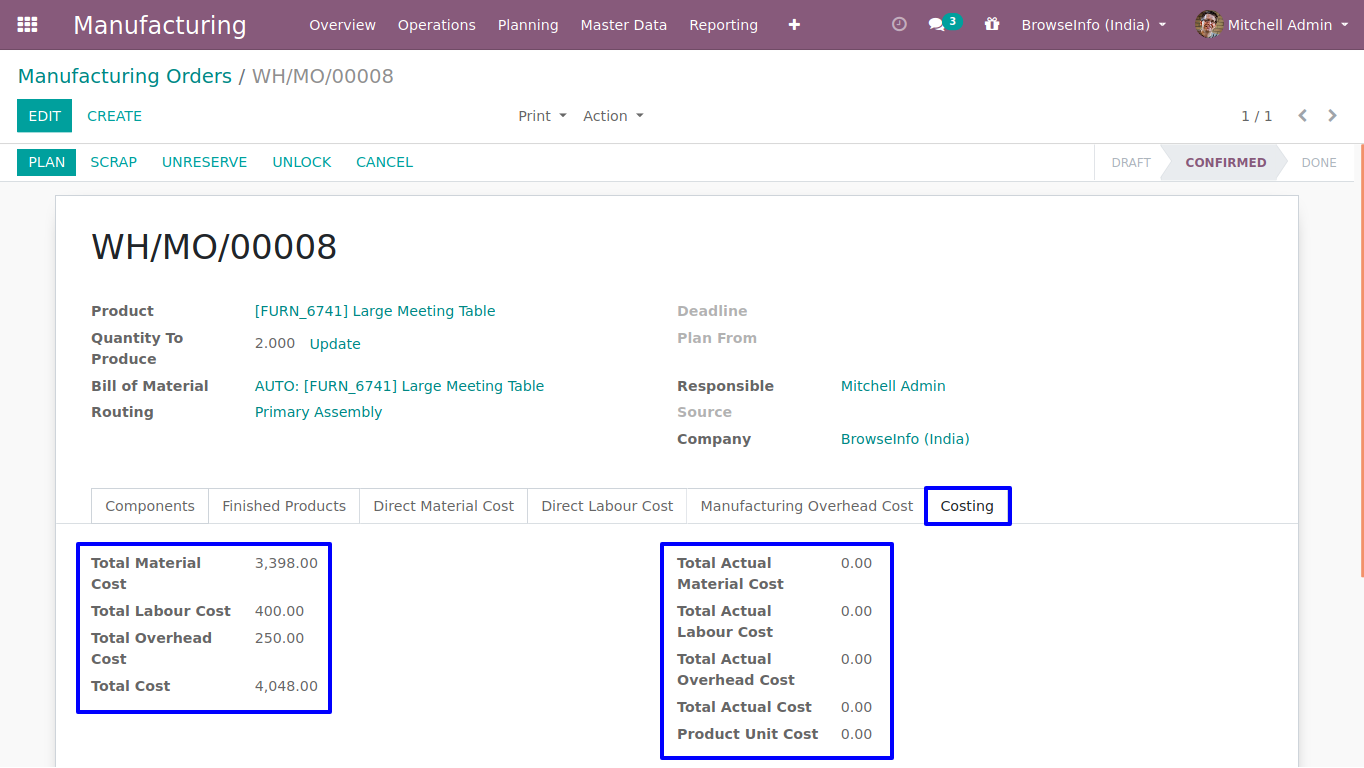 Manufacturing Overview Operations Planning Master Data Reporting 3 BrowseInfo (India) Mitchell Admin
Manufacturing Orders / WH/MO/00008
EDIT CREATE Print Action 1 / 1
PLAN SCRAP UNRESERVE UNLOCK CANCEL DRAFT CONFIRMED DONE
WH/MO/00008
Product [FURN_6741] Large Meeting Table Deadline
Quantity To Produce 2.000 Update Plan From
Bill of Material AUTO: [FURN_6741] Large Meeting Table Responsible Mitchell Admin
Routing Primary Assembly Source
Company BrowseInfo (India)
Components Finished Products Direct Material Cost Direct Labour Cost Manufacturing Overhead Cost Costing
Total Material Cost 3,398.00
Total Labour Cost 400.00
Total Overhead Cost 250.00
Total Cost 4,048.00
Total Actual Material Cost 0.00
Total Actual Labour Cost 0.00
Total Actual Overhead Cost 0.00
Total Actual Cost 0.00
Product Unit Cost 0.00